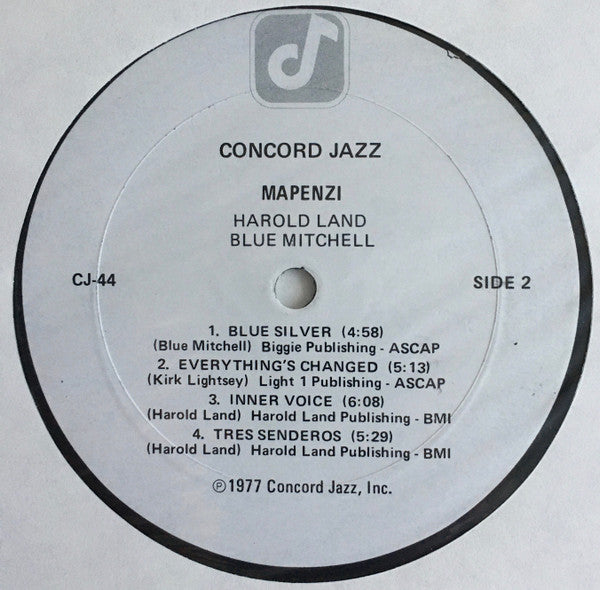 CONCORD JAZZ
MAPENZI
HAROLD LAND
BLUE MITCHELL
CJ-44
SIDE 2
1. BLUE SILVER (4:58)
(Blue Mitchell) Biggie Publishing - ASCAP
2. EVERYTHING'S CHANGED (5:13)
(Kirk Lightsey) Light 1 Publishing - ASCAP
3. INNER VOICE (6:08)
(Harold Land) Harold Land Publishing - BMI
4. TRES SENDEROS (5:29)
(Harold Land) Harold Land Publishing - BMI
℗1977 Concord Jazz, Inc.